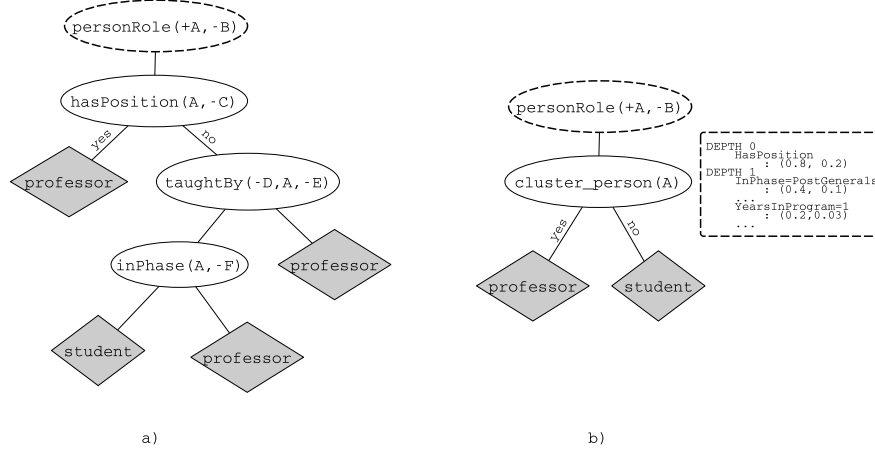 personRole(+A,-B)
hasPosition(A,-C)
yes
no
professor
taughtBy(-D,A,-E)
inPhase(A,-F)
professor
student
professor
a)
personRole(+A,-B)
cluster_person(A)
yes
no
professor
student
DEPTH 0
HasPosition
: (0.8, 0.2)
DEPTH 1
InPhase=PostGenerals
: (0.4, 0.1)
...
YearsInProgram=1
: (0.2,0.03)
...
b)